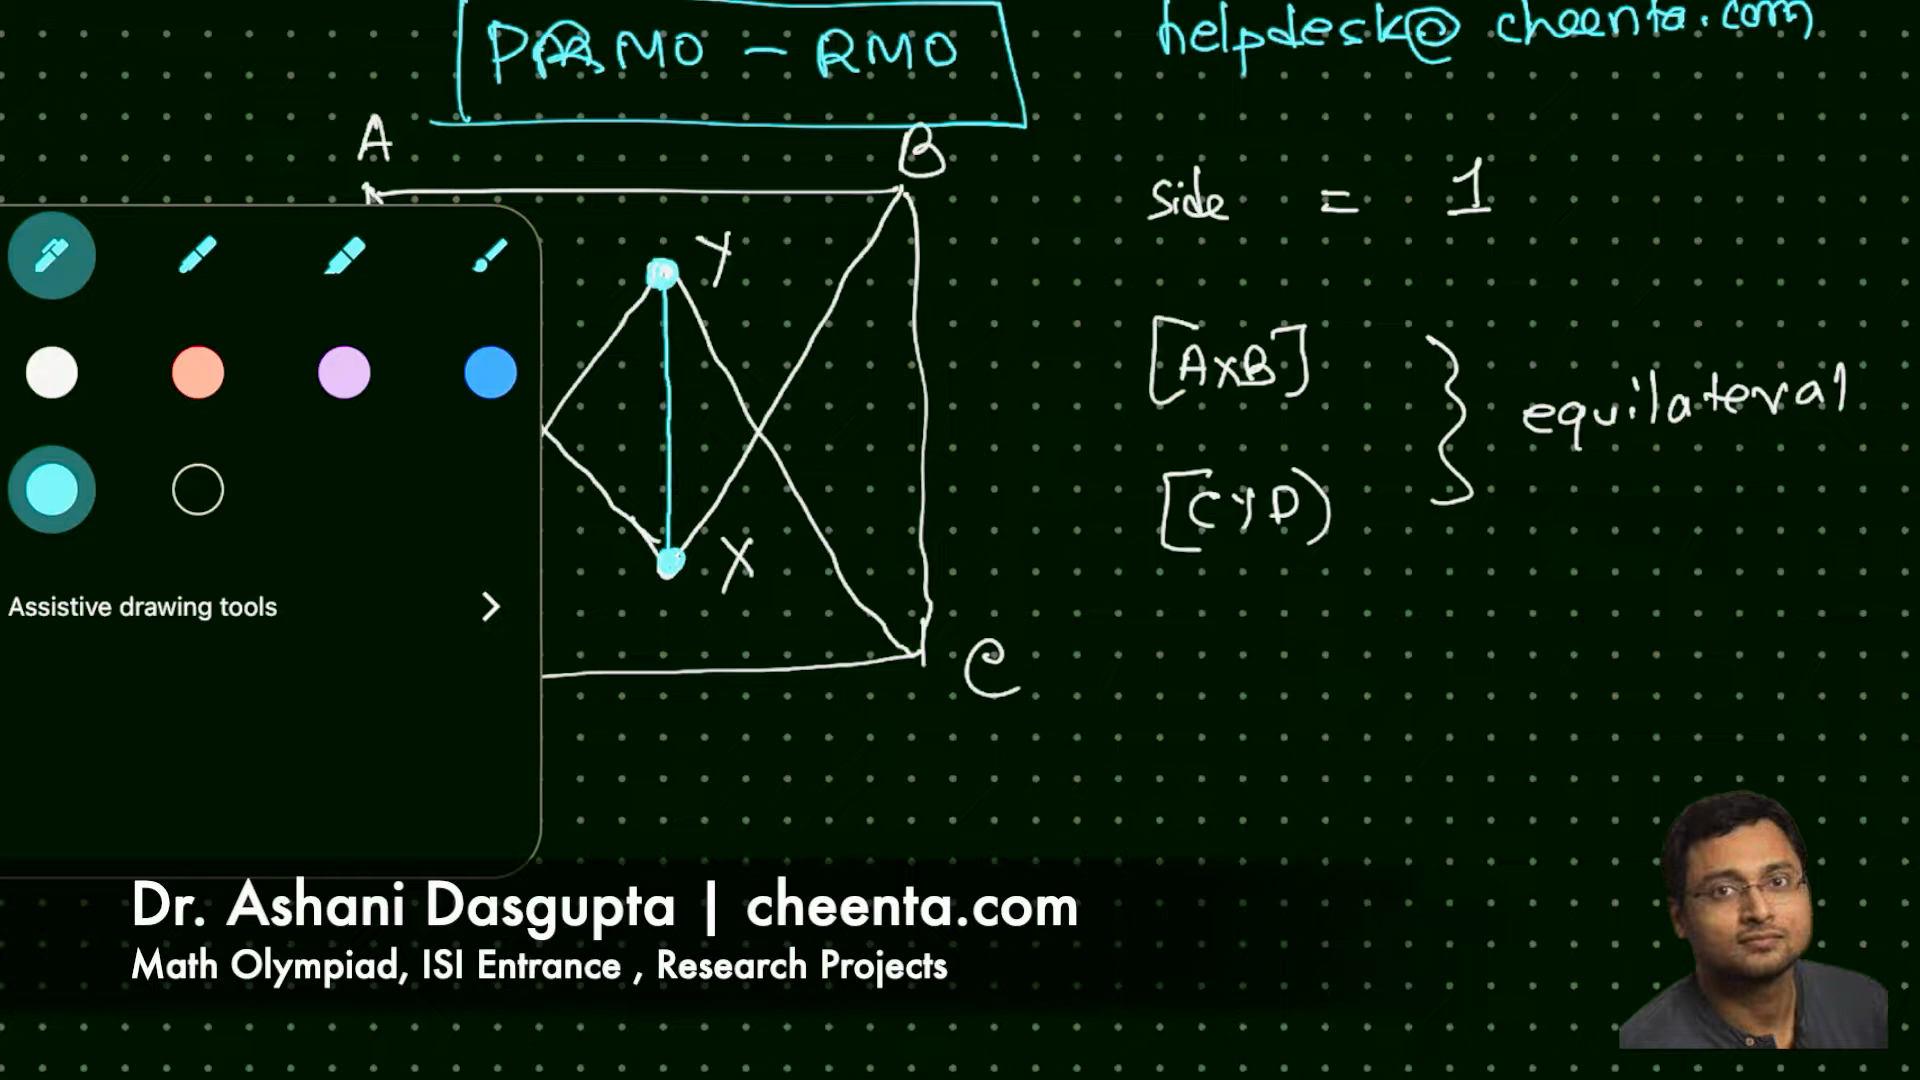 PRMO - RMO
helpdesk@cheenta.com
A
B
side = 1
Y
[AXB]
equilateral
[CYD)
X
Assistive drawing tools
C
Dr. Ashani Dasgupta | cheenta.com
Math Olympiad, ISI Entrance , Research Projects